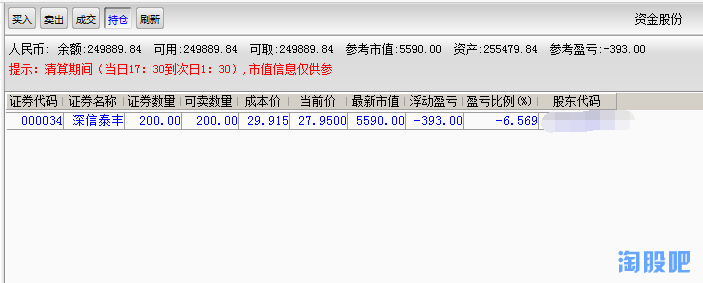 买入 卖出 成交 持仓 刷新 资金股份
人民币: 余额:249889.84 可用:249889.84 可取:249889.84 参考市值:5590.00 资产:255479.84 参考盈亏:-393.00
提示: 清算期间（当日17：30到次日1：30）,市值信息仅供参
证券代码 证券名称 证券数量 可卖数量 成本价 当前价 最新市值 浮动盈亏 盈亏比例(%) 股东代码
000034 深信泰丰 200.00 200.00 29.915 27.9500 5590.00 -393.00 -6.569
淘股吧